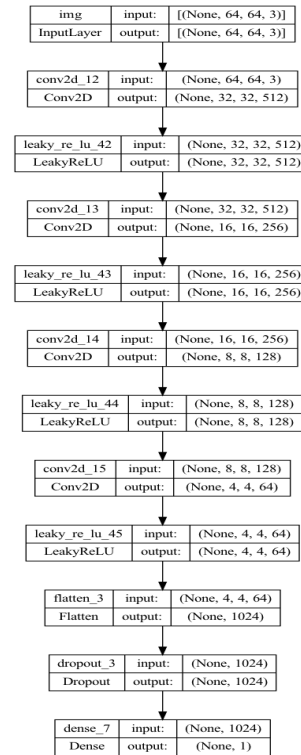 img input: [(None, 64, 64, 3)]
InputLayer output: [(None, 64, 64, 3)]
conv2d_12 input: (None, 64, 64, 3)
Conv2D output: (None, 32, 32, 512)
leaky_re_lu_42 input: (None, 32, 32, 512)
LeakyReLU output: (None, 32, 32, 512)
conv2d_13 input: (None, 32, 32, 512)
Conv2D output: (None, 16, 16, 256)
leaky_re_lu_43 input: (None, 16, 16, 256)
LeakyReLU output: (None, 16, 16, 256)
conv2d_14 input: (None, 16, 16, 256)
Conv2D output: (None, 8, 8, 128)
leaky_re_lu_44 input: (None, 8, 8, 128)
LeakyReLU output: (None, 8, 8, 128)
conv2d_15 input: (None, 8, 8, 128)
Conv2D output: (None, 4, 4, 64)
leaky_re_lu_45 input: (None, 4, 4, 64)
LeakyReLU output: (None, 4, 4, 64)
flatten_3 input: (None, 4, 4, 64)
Flatten output: (None, 1024)
dropout_3 input: (None, 1024)
Dropout output: (None, 1024)
dense_7 input: (None, 1024)
Dense output: (None, 1)